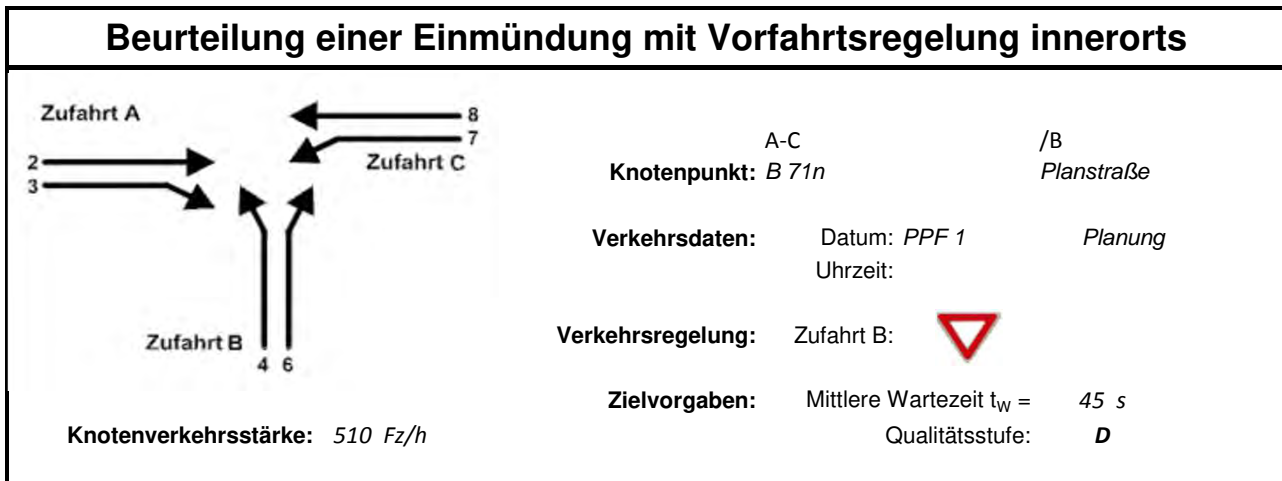 Beurteilung einer Einmündung mit Vorfahrtsregelung innerorts
Zufahrt A
8
7
2
Zufahrt C
3
Zufahrt B
4 6
Knotenverkehrsstärke: 510 Fz/h
A-C /B
Knotenpunkt: B 71n Planstraße
Verkehrsdaten: Datum: PPF 1 Planung
Uhrzeit:
Verkehrsregelung: Zufahrt B:
Zielvorgaben: Mittlere Wartezeit tW = 45 s
Qualitätsstufe: D